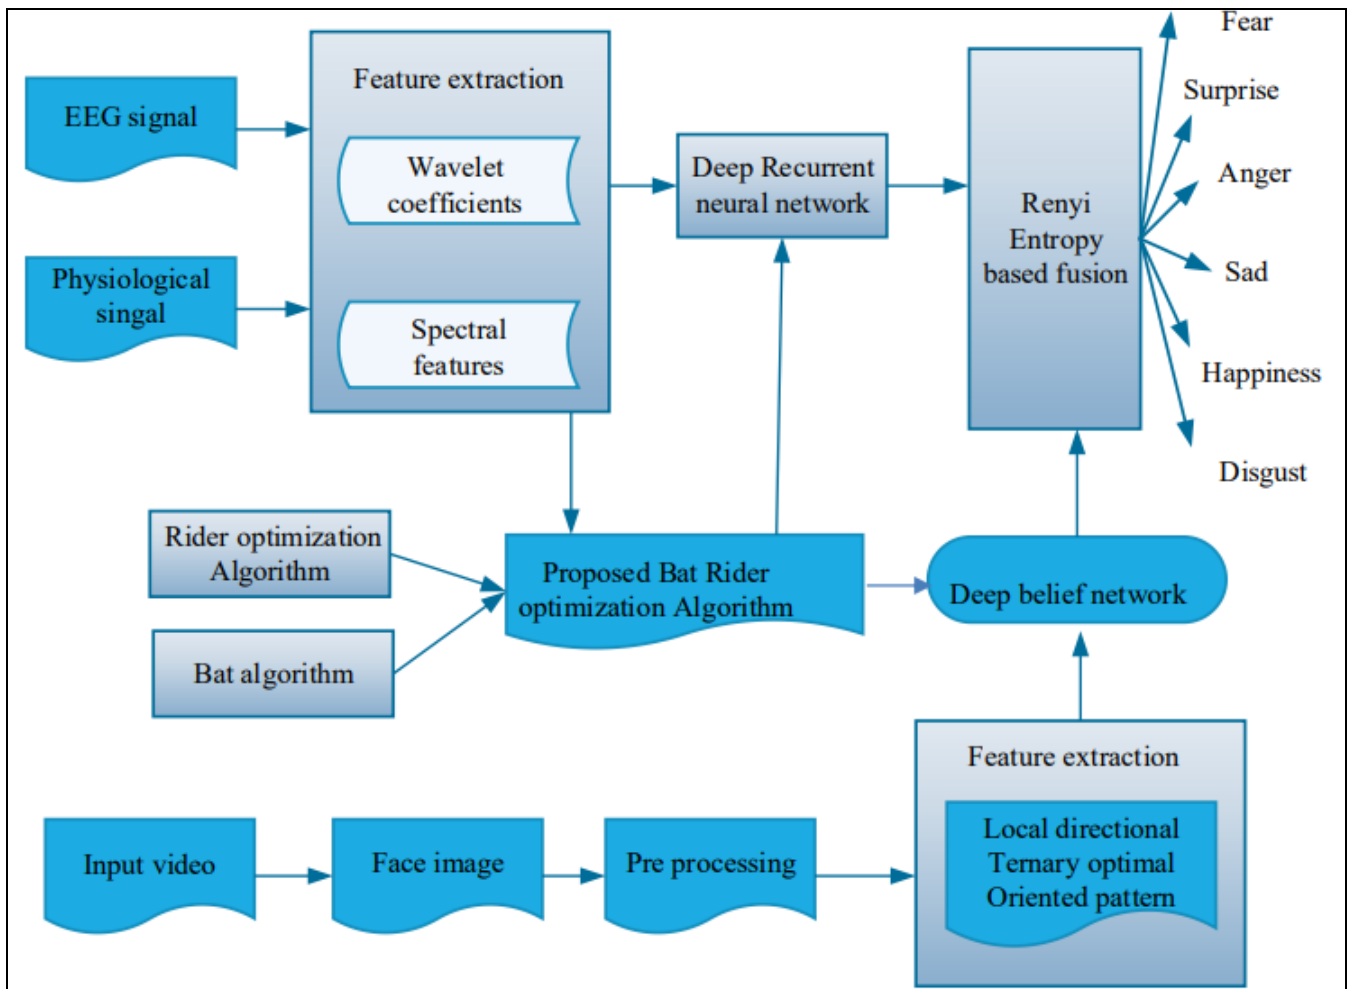 EEG signal
Physiological
singal
Feature extraction
Wavelet
coefficients
Spectral
features
Deep Recurrent
neural network
Renyi
Entropy
based fusion
Fear
Surprise
Anger
Sad
Happiness
Disgust
Rider optimization
Algorithm
Bat algorithm
Proposed Bat Rider
optimization Algorithm
Deep belief network
Input video
Face image
Pre processing
Feature extraction
Local directional
Ternary optimal
Oriented pattern